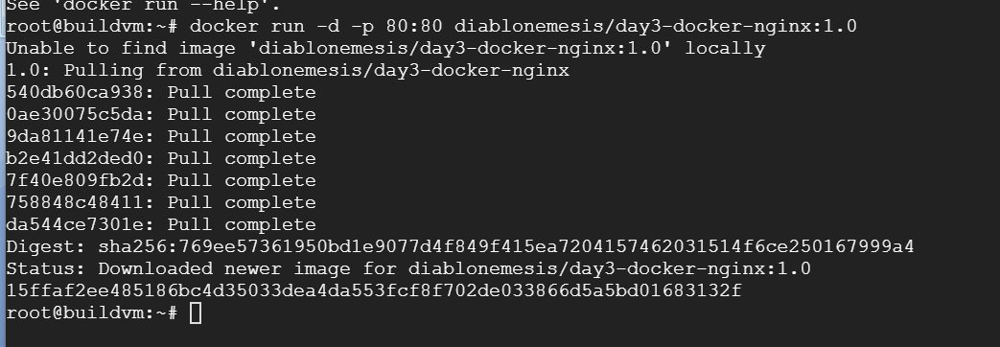 See 'docker run --help'.
root@buildvm:~# docker run -d -p 80:80 diablonemesis/day3-docker-nginx:1.0
Unable to find image 'diablonemesis/day3-docker-nginx:1.0' locally
1.0: Pulling from diablonemesis/day3-docker-nginx
540db60ca938: Pull complete
0ae30075c5da: Pull complete
9da81141e74e: Pull complete
b2e41dd2ded0: Pull complete
7f40e809fb2d: Pull complete
758848c48411: Pull complete
da544ce7301e: Pull complete
Digest: sha256:769ee57361950bd1e9077d4f849f415ea7204157462031514f6ce250167999a4
Status: Downloaded newer image for diablonemesis/day3-docker-nginx:1.0
15ffaf2ee485186bc4d35033dea4da553fcf8f702de033866d5a5bd01683132f
root@buildvm:~#